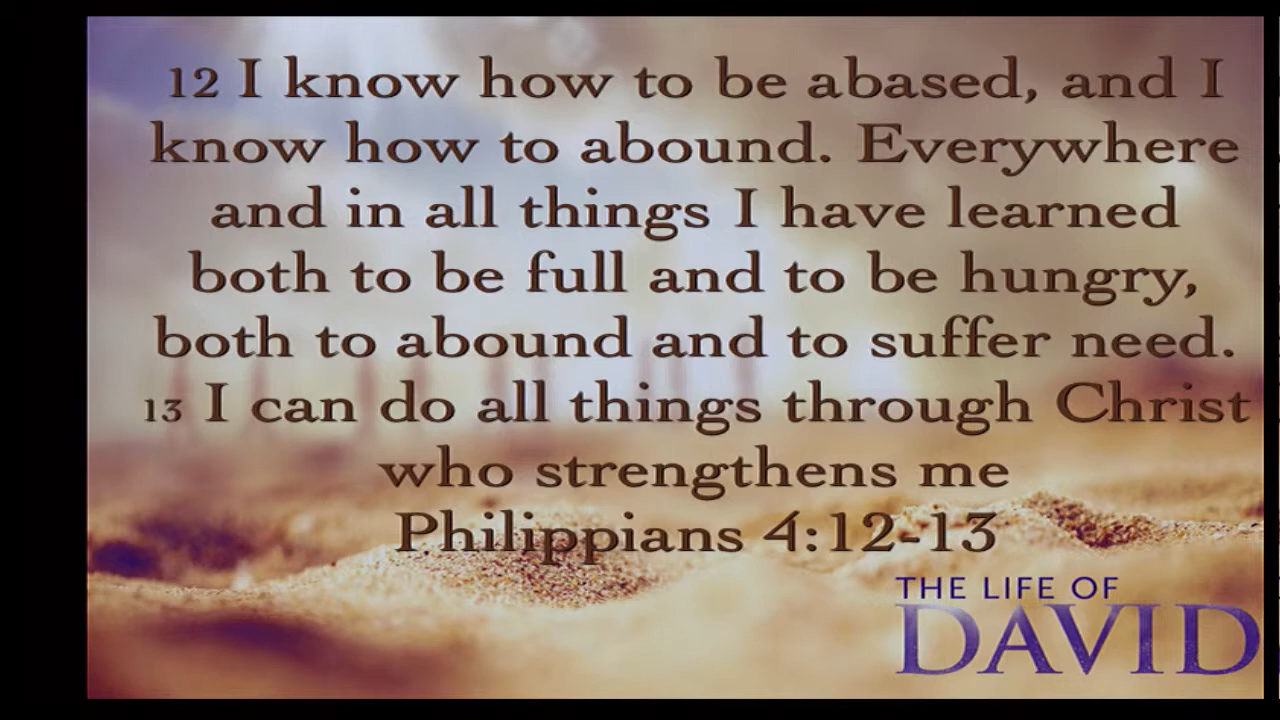 12 I know how to be abased, and I
know how to abound. Everywhere
and in all things I have learned
both to be full and to be hungry,
both to abound and to suffer need.
13 I can do all things through Christ
who strengthens me
Philippians 4:12-13
THE LIFE OF
DAVID